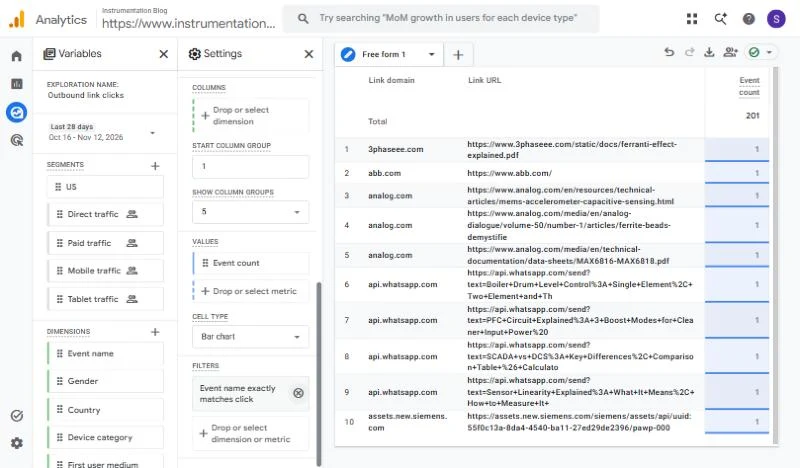 Analytics
Instrumentation Blog
https://www.instrumentation...
Try searching "MoM growth in users for each device type"
S
Variables
EXPLORATION NAME:
Outbound link clicks
Last 28 days
Oct 16 - Nov 12, 2026
SEGMENTS
US
Direct traffic
Paid traffic
Mobile traffic
Tablet traffic
DIMENSIONS
Event name
Gender
Country
Device category
First user medium
Settings
COLUMNS
Drop or select
dimension
START COLUMN GROUP
1
SHOW COLUMN GROUPS
5
VALUES
Event count
Drop or select metric
CELL TYPE
Bar chart
FILTERS
Event name exactly
matches click
Drop or select
dimension or metric
Free form 1
Link domain
Link URL
Event
count
Total
201
1
3phaseee.com
https://www.3phaseee.com/static/docs/ferranti-effect-
explained.pdf
1
2
abb.com
https://www.abb.com/
1
3
analog.com
https://www.analog.com/en/resources/technical-
articles/mems-accelerometer-capacitive-sensing.html
1
4
analog.com
https://www.analog.com/media/en/analog-
dialogue/volume-50/number-1/articles/ferrite-beads-
demystifie
1
5
analog.com
https://www.analog.com/media/en/technical-
documentation/data-sheets/MAX6816-MAX6818.pdf
1
6
api.whatsapp.com
https://api.whatsapp.com/send?
text=Boiler+Drum+Level+Control%3A+Single+Element%2C+
Two+Element+and+Th
1
7
api.whatsapp.com
https://api.whatsapp.com/send?
text=PFC+Circuit+Explained%3A+3+Boost+Modes+for+Clea
ner+Input+Power%20
1
8
api.whatsapp.com
https://api.whatsapp.com/send?
text=SCADA+vs+DCS%3A+Key+Differences%2C+Compariso
n+Table+%26+Calculato
1
9
api.whatsapp.com
https://api.whatsapp.com/send?
text=Sensor+Linearity+Explained%3A+What+It+Means%2C+
How+to+Measure+It+
1
10
assets.new.siemens.
com
https://assets.new.siemens.com/siemens/assets/api/uuid:
55f0c13a-8da4-4540-ba11-27ed29de2396/pawp-000
1